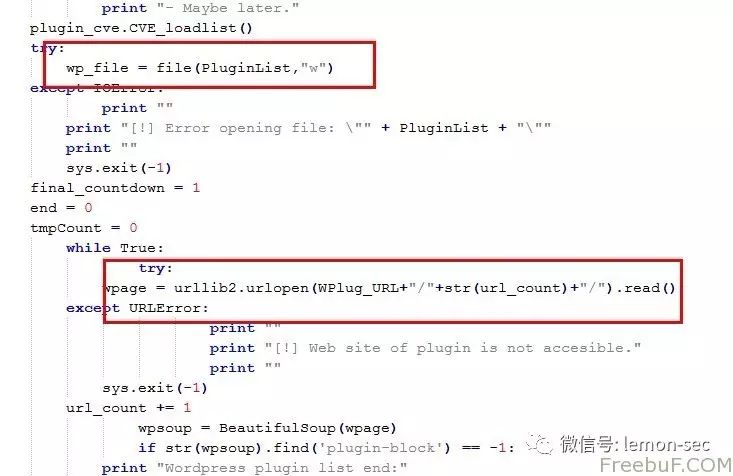 print "- Maybe later."
plugin_cve.CVE_loadlist()
try:
wp_file = file(PluginList,"w")
except IOError:
print ""
print "[!] Error opening file: \"" + PluginList + "\""
print ""
sys.exit(-1)
final_countdown = 1
end = 0
tmpCount = 0
while True:
try:
wpage = urllib2.urlopen(WPlug_URL+"/"+str(url_count)+"/").read()
except URLError:
print ""
print "[!] Web site of plugin is not accesible."
print ""
sys.exit(-1)
url_count += 1
wpsoup = BeautifulSoup(wpage)
if str(wpsoup).find('plugin-block') == -1:
微信号: lemon-sec
print "Wordpress plugin list end:"
FreebuF.COM